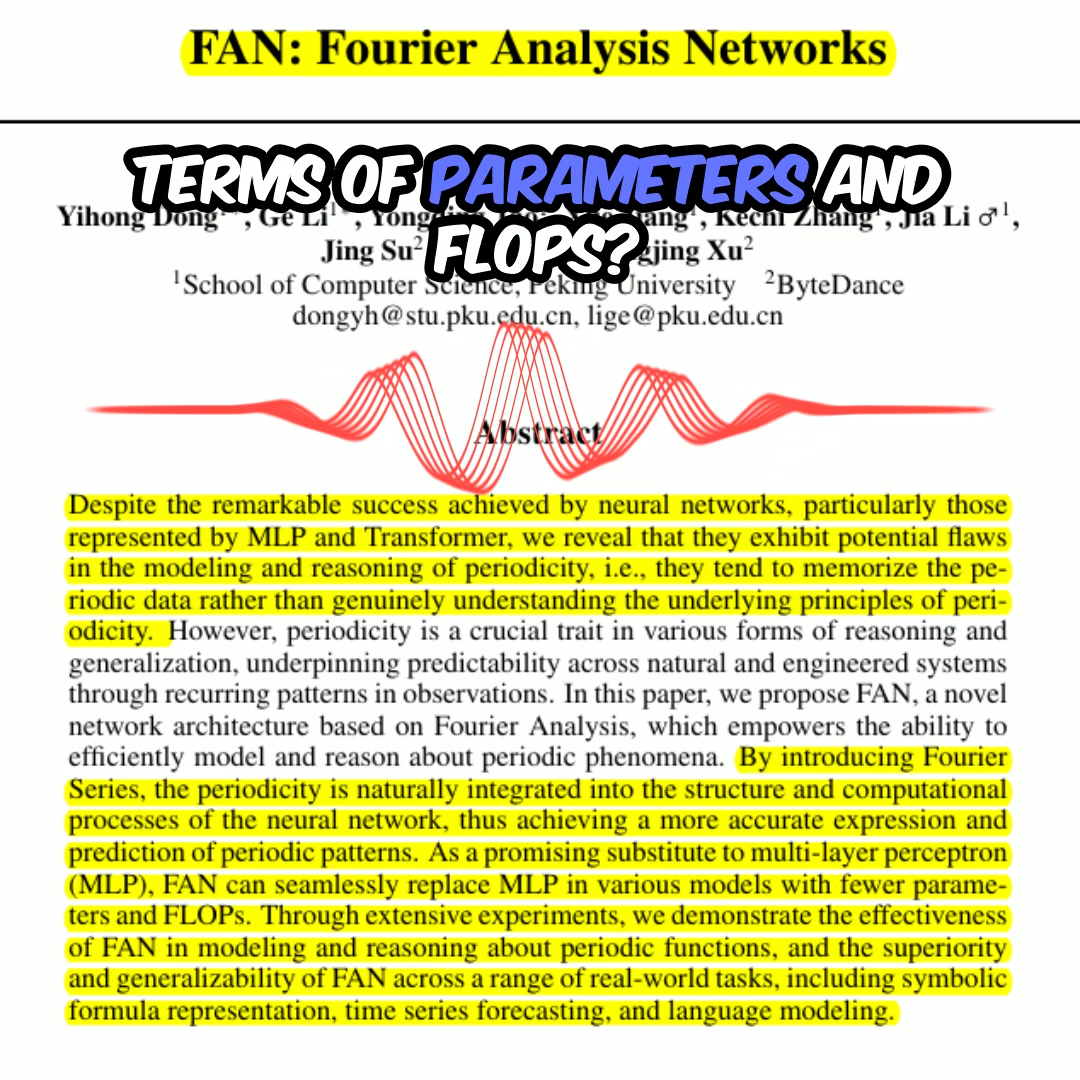 FAN: Fourier Analysis Networks
TERMS OF PARAMETERS AND
FLOPS?
Yihong Dong, Ge Li¹, Kechi Zhang¹, Jia Li ♂¹,
Jing Su² Xu²
¹School of Computer Science, Peking University ²ByteDance
dongyh@stu.pku.edu.cn, lige@pku.edu.cn
Abstract
Despite the remarkable success achieved by neural networks, particularly those
represented by MLP and Transformer, we reveal that they exhibit potential flaws
in the modeling and reasoning of periodicity, i.e., they tend to memorize the pe-
riodic data rather than genuinely understanding the underlying principles of peri-
odicity. However, periodicity is a crucial trait in various forms of reasoning and
generalization, underpinning predictability across natural and engineered systems
through recurring patterns in observations. In this paper, we propose FAN, a novel
network architecture based on Fourier Analysis, which empowers the ability to
efficiently model and reason about periodic phenomena. By introducing Fourier
Series, the periodicity is naturally integrated into the structure and computational
processes of the neural network, thus achieving a more accurate expression and
prediction of periodic patterns. As a promising substitute to multi-layer perceptron
(MLP), FAN can seamlessly replace MLP in various models with fewer parame-
ters and FLOPs. Through extensive experiments, we demonstrate the effectiveness
of FAN in modeling and reasoning about periodic functions, and the superiority
and generalizability of FAN across a range of real-world tasks, including symbolic
formula representation, time series forecasting, and language modeling.